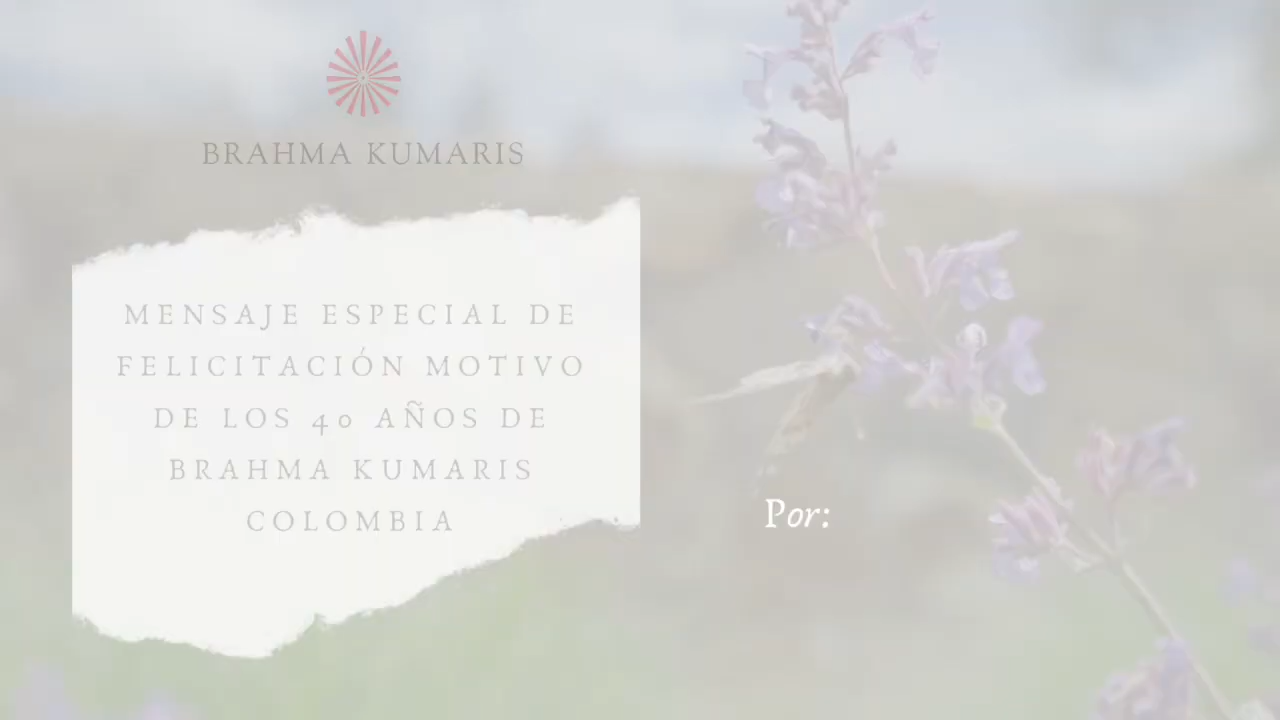 BRAHMA KUMARIS
MENSAJE ESPECIAL DE
FELICITACIÓN MOTIVO
DE LOS 40 AÑOS DE
BRAHMA KUMARIS
COLOMBIA
Por: